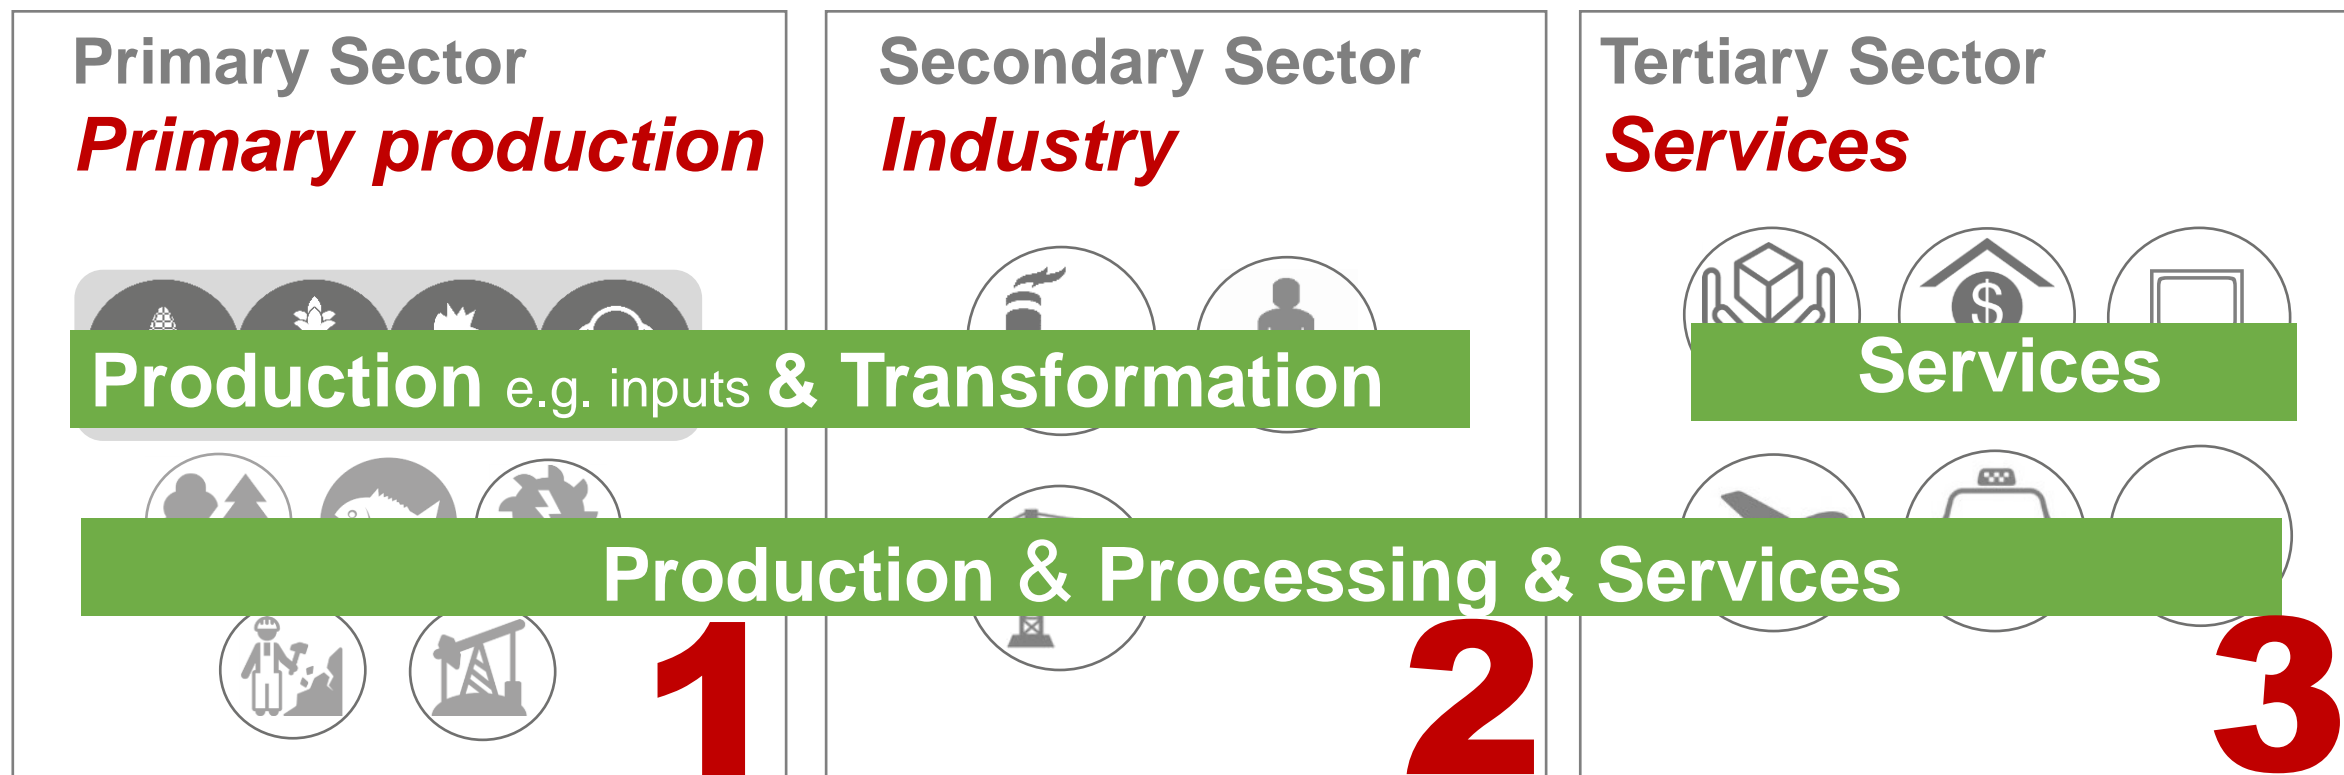 Primary Sector
Primary production
Secondary Sector
Industry
Tertiary Sector
Services
$
Production e.g. inputs & Transformation
Services
Production & Processing & Services
1
2
3